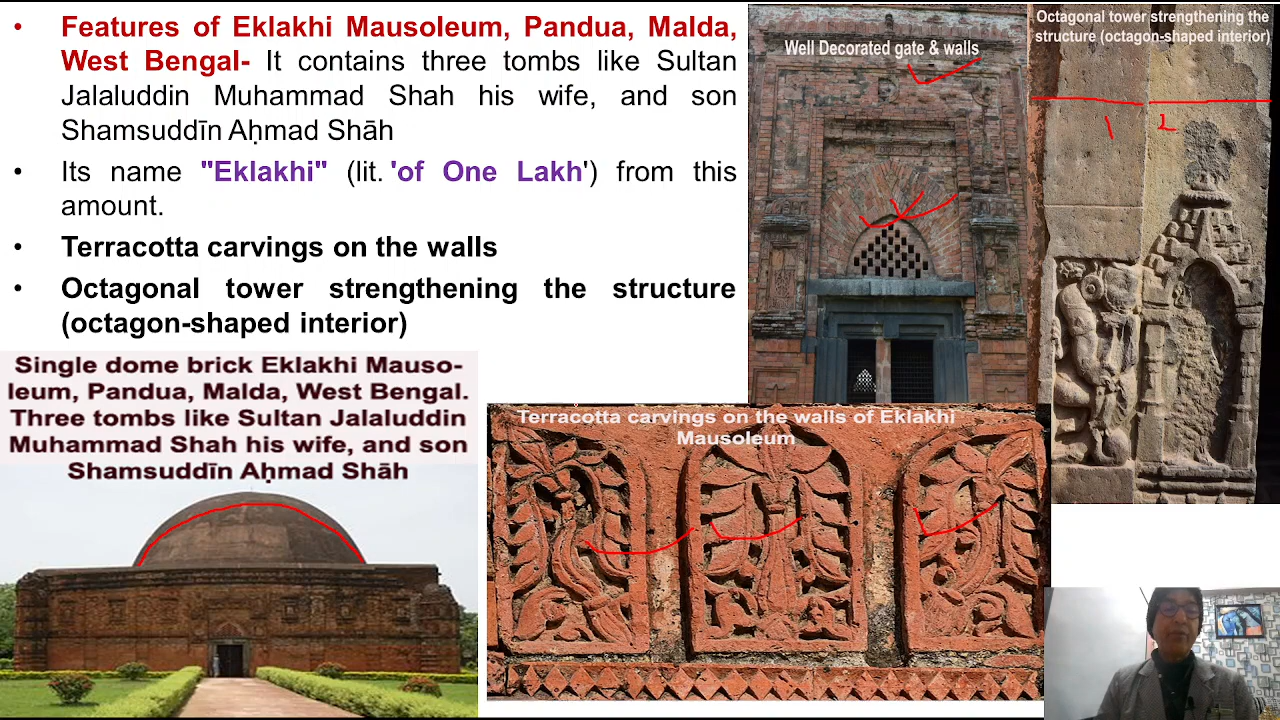 • Features of Eklakhi Mausoleum, Pandua, Malda,
West Bengal- It contains three tombs like Sultan
Jalaluddin Muhammad Shah his wife, and son
Shamsuddīn Aḥmad Shāh
• Its name "Eklakhi" (lit. 'of One Lakh') from this
amount.
• Terracotta carvings on the walls
• Octagonal tower strengthening the structure
(octagon-shaped interior)
Well Decorated gate & walls
Octagonal tower strengthening the
structure (octagon-shaped interior)
1 2
Single dome brick Eklakhi Mauso-
leum, Pandua, Malda, West Bengal.
Three tombs like Sultan Jalaluddin
Muhammad Shah his wife, and son
Shamsuddīn Aḥmad Shāh
Terracotta carvings on the walls of Eklakhi
Mausoleum